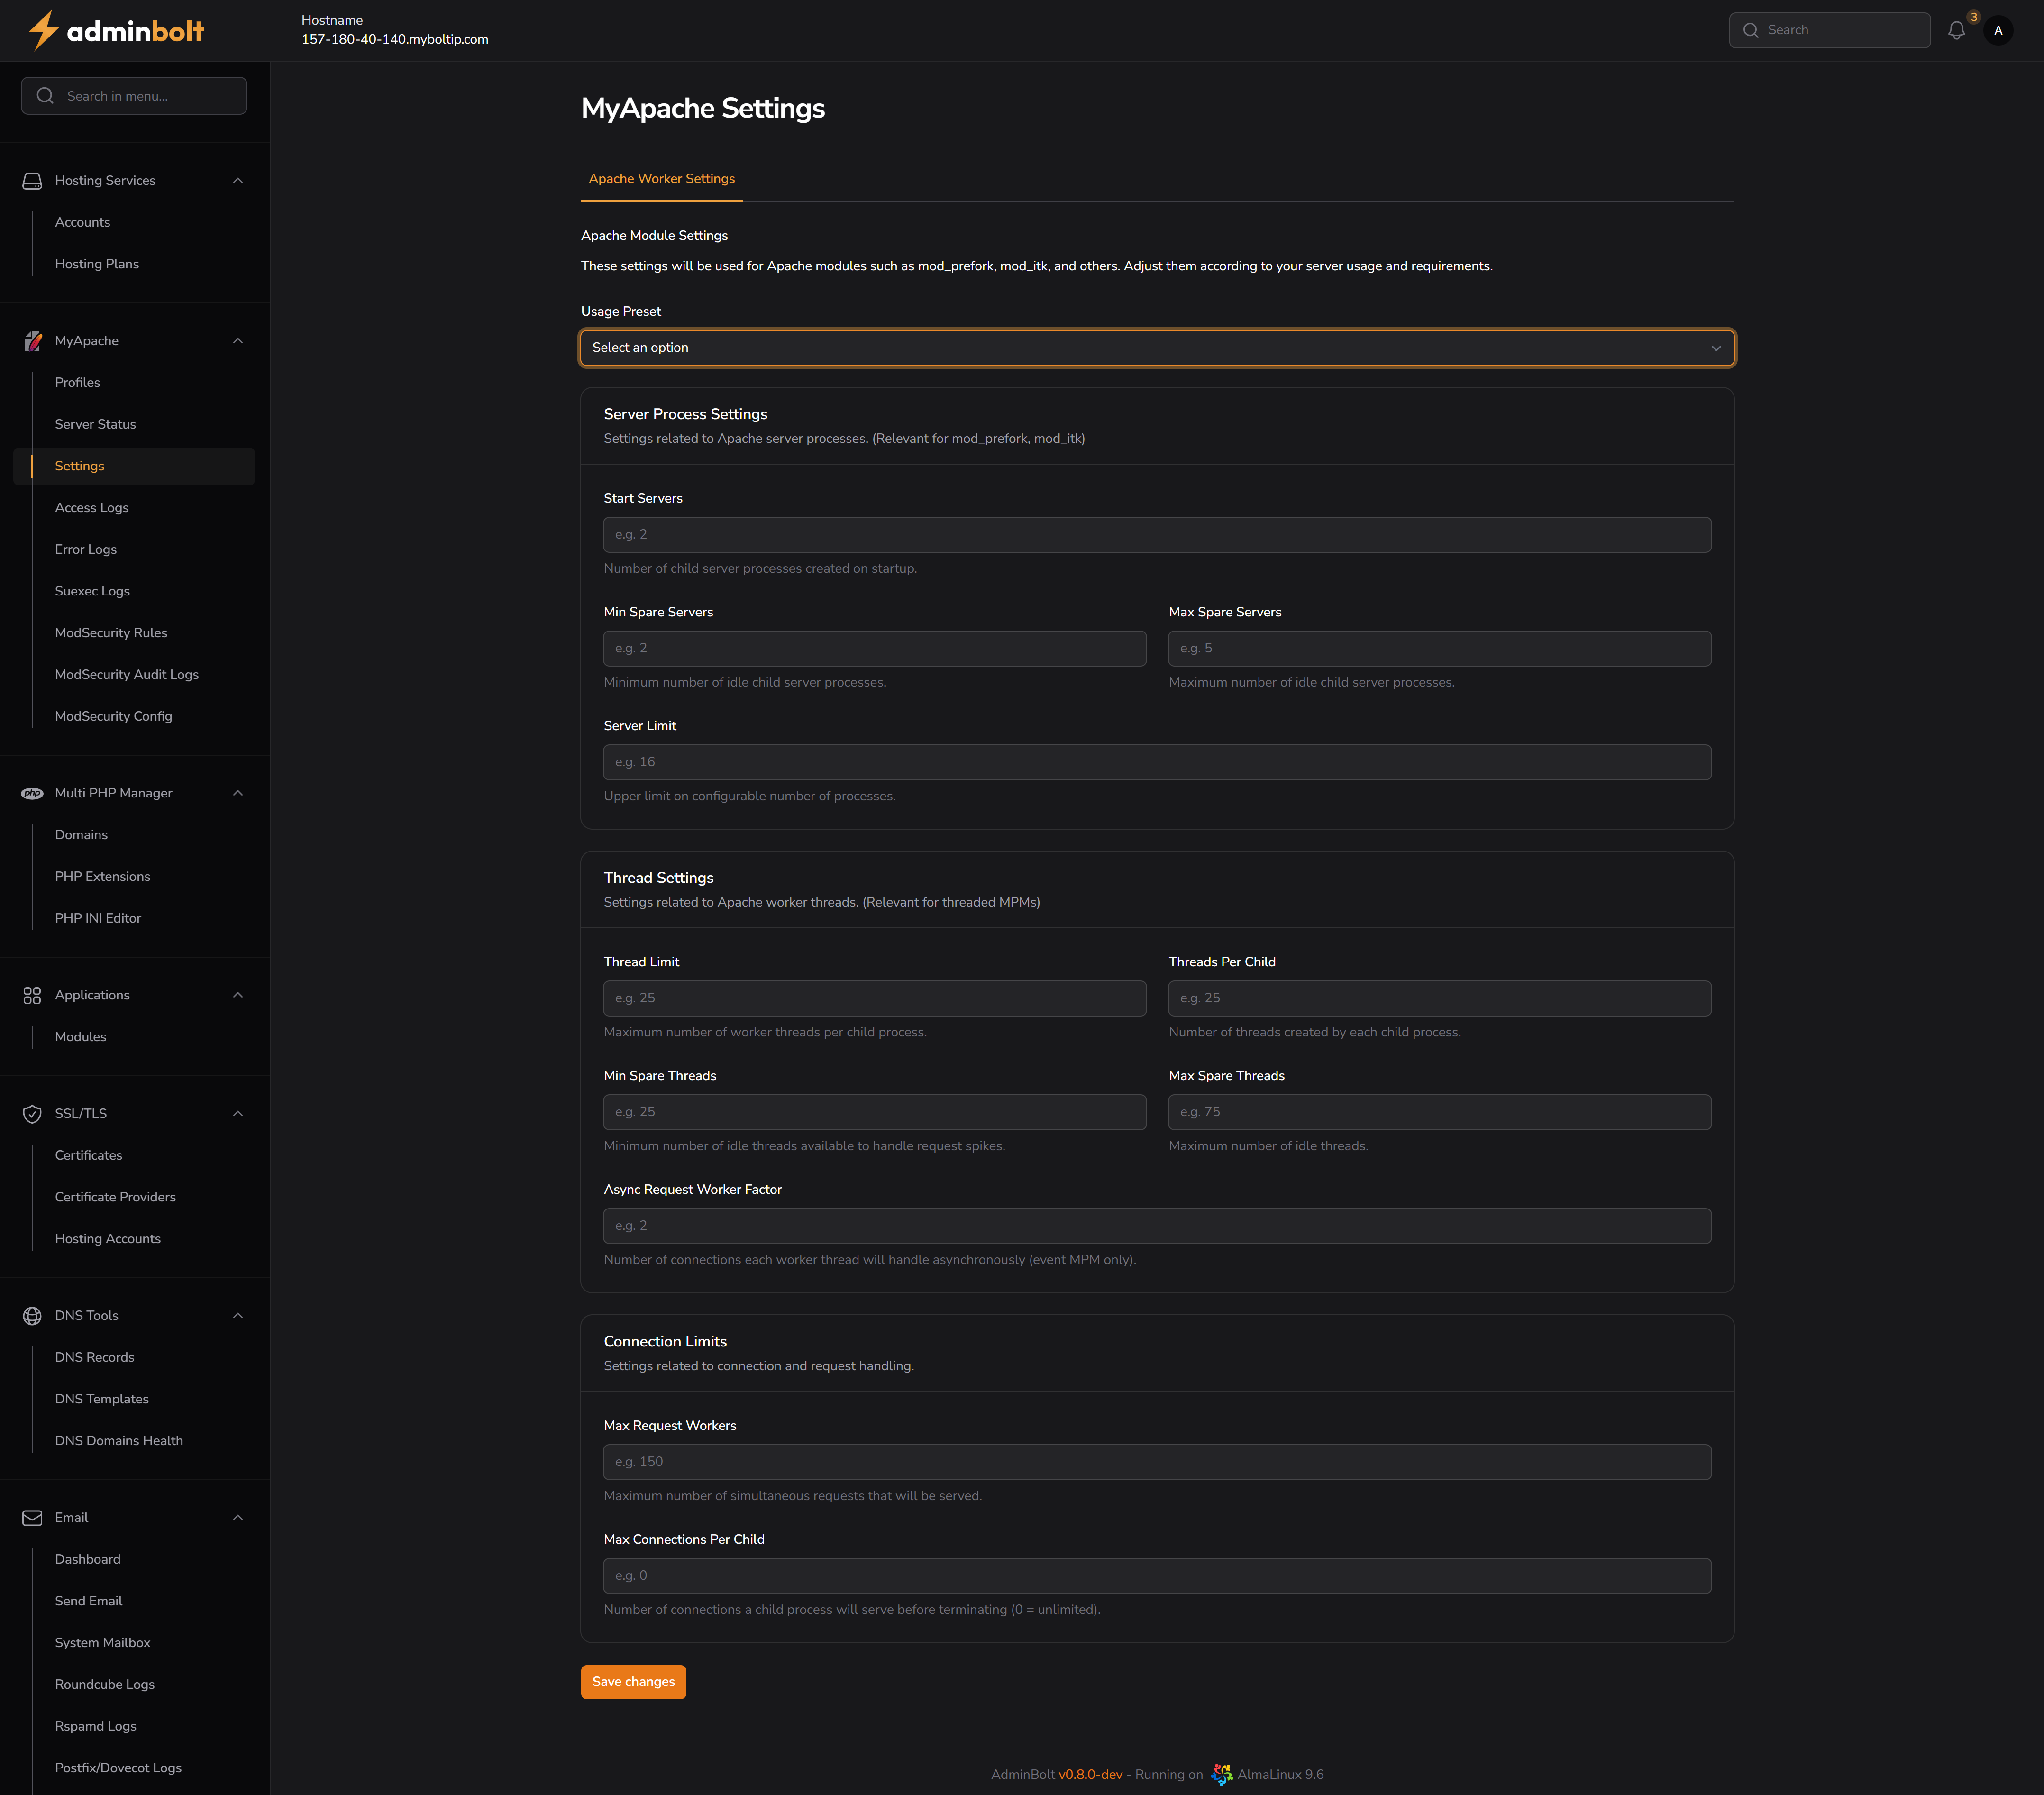 adminbolt
Hostname
157-180-40-140.myboltip.com
Search
3
A
Search in menu...
Hosting Services
Accounts
Hosting Plans
MyApache
Profiles
Server Status
Settings
Access Logs
Error Logs
Suexec Logs
ModSecurity Rules
ModSecurity Audit Logs
ModSecurity Config
php
Multi PHP Manager
Domains
PHP Extensions
PHP INI Editor
Applications
Modules
SSL/TLS
Certificates
Certificate Providers
Hosting Accounts
DNS Tools
DNS Records
DNS Templates
DNS Domains Health
Email
Dashboard
Send Email
System Mailbox
Roundcube Logs
Rspamd Logs
Postfix/Dovecot Logs
MyApache Settings
Apache Worker Settings
Apache Module Settings
These settings will be used for Apache modules such as mod_prefork, mod_itk, and others. Adjust them according to your server usage and requirements.
Usage Preset
Select an option
Server Process Settings
Settings related to Apache server processes. (Relevant for mod_prefork, mod_itk)
Start Servers
e.g. 2
Number of child server processes created on startup.
Min Spare Servers
e.g. 2
Minimum number of idle child server processes.
Max Spare Servers
e.g. 5
Maximum number of idle child server processes.
Server Limit
e.g. 16
Upper limit on configurable number of processes.
Thread Settings
Settings related to Apache worker threads. (Relevant for threaded MPMs)
Thread Limit
e.g. 25
Maximum number of worker threads per child process.
Threads Per Child
e.g. 25
Number of threads created by each child process.
Min Spare Threads
e.g. 25
Minimum number of idle threads available to handle request spikes.
Max Spare Threads
e.g. 75
Maximum number of idle threads.
Async Request Worker Factor
e.g. 2
Number of connections each worker thread will handle asynchronously (event MPM only).
Connection Limits
Settings related to connection and request handling.
Max Request Workers
e.g. 150
Maximum number of simultaneous requests that will be served.
Max Connections Per Child
e.g. 0
Number of connections a child process will serve before terminating (0 = unlimited).
Save changes
AdminBolt v0.8.0-dev - Running on AlmaLinux 9.6